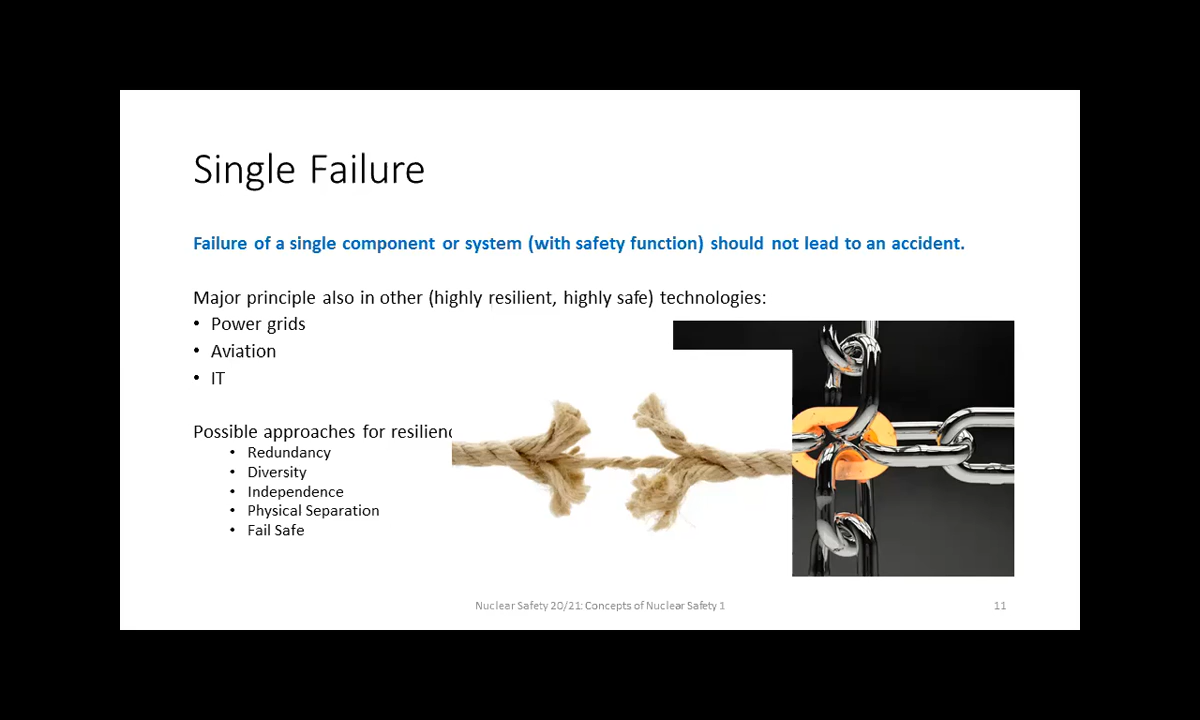 Single Failure
Failure of a single component or system (with safety function) should not lead to an accident.
Major principle also in other (highly resilient, highly safe) technologies:
• Power grids
• Aviation
• IT
Possible approaches for
• Redundancy
• Diversity
• Independence
• Physical Separation
• Fail Safe
Nuclear Safety 20/21: Concepts of Nuclear Safety 1
11